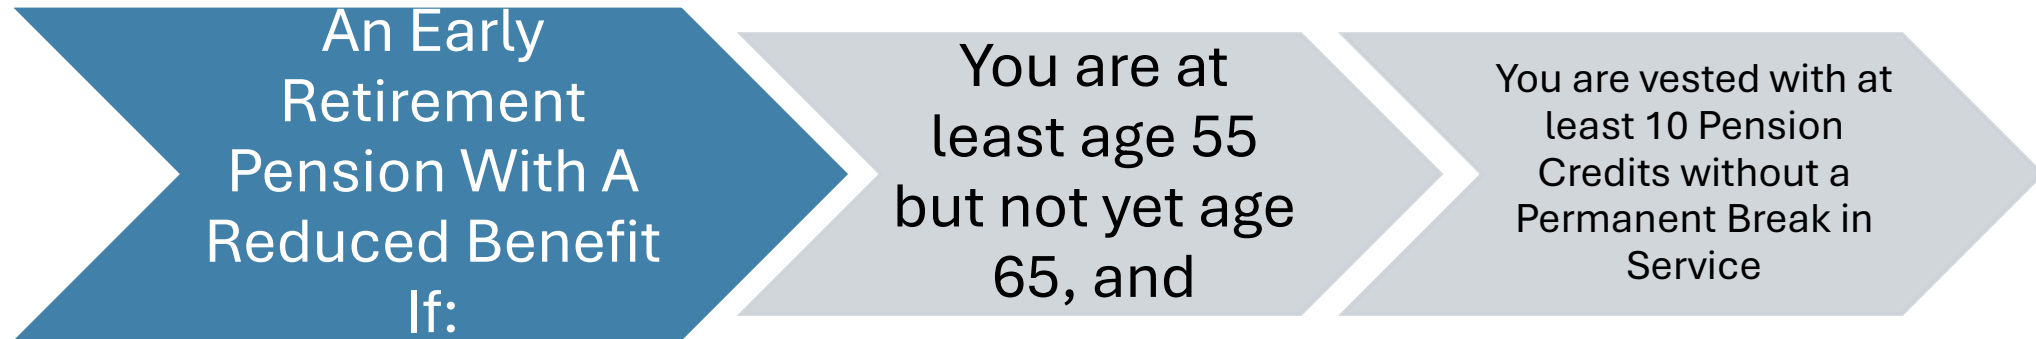 An Early
Retirement
Pension With A
Reduced Benefit
If:
You are at
least age 55
but not yet age
65, and
You are vested with at
least 10 Pension
Credits without a
Permanent Break in
Service